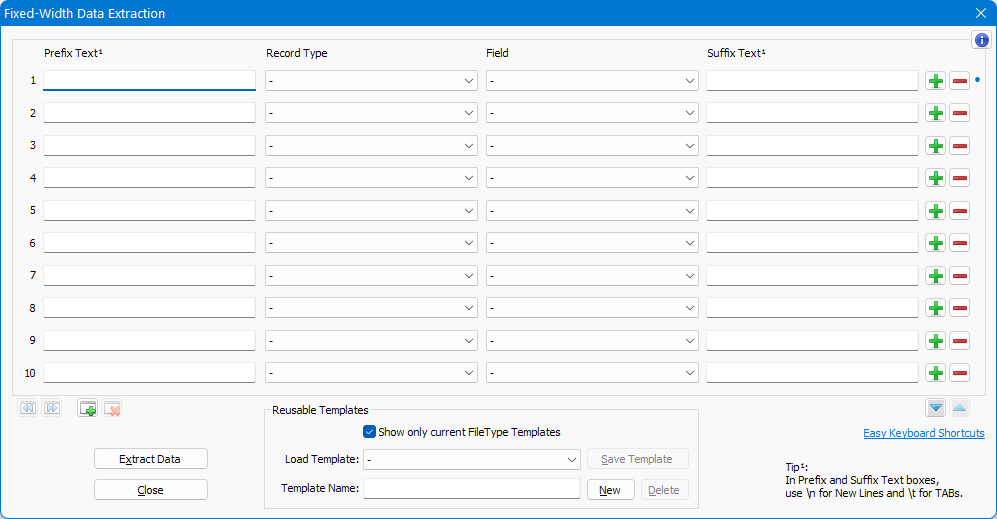 Fixed-Width Data Extraction
Prefix Text¹ Record Type Field Suffix Text¹
1 - -
2 - -
3 - -
4 - -
5 - -
6 - -
7 - -
8 - -
9 - -
10 - -
Reusable Templates
Show only current FileType Templates
Easy Keyboard Shortcuts
Extract Data
Load Template: - Save Template
Close
Template Name: New Delete
Tip¹:
In Prefix and Suffix Text boxes,
use \n for New Lines and \t for TABs.